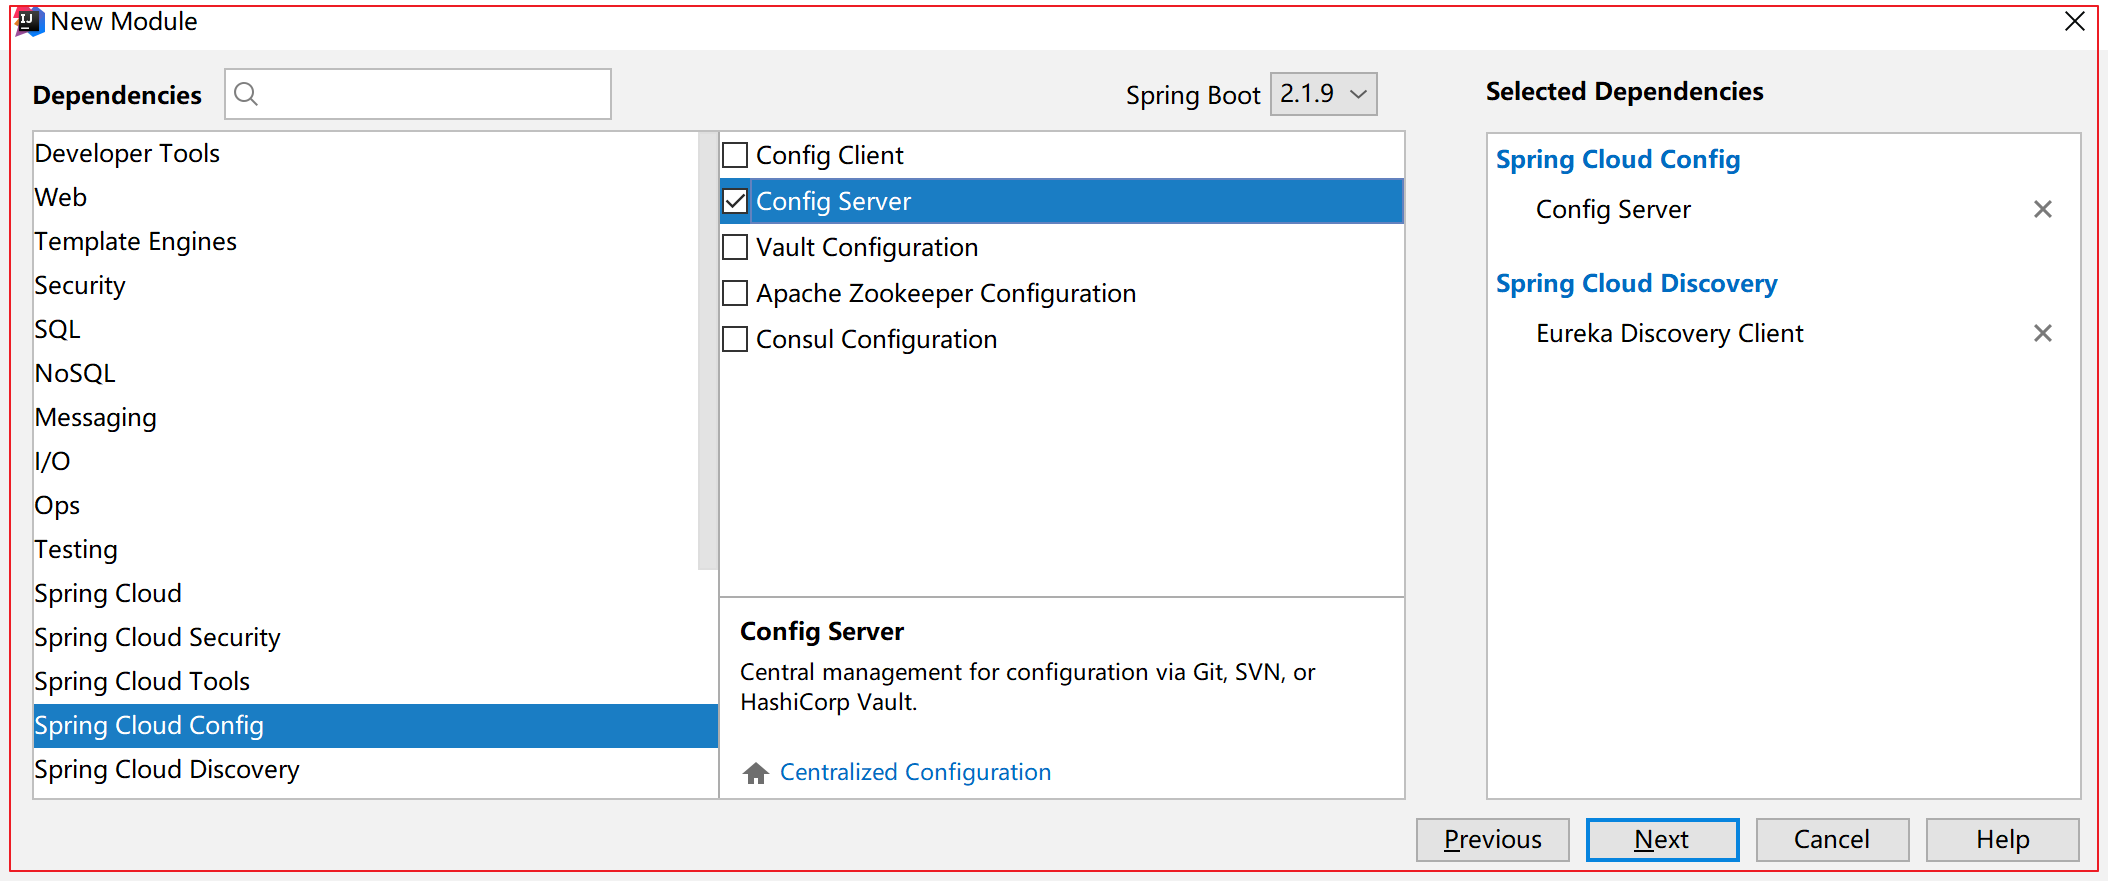 New Module
Dependencies
Spring Boot
2.1.9
Selected Dependencies
Developer Tools
Web
Template Engines
Security
SQL
NoSQL
Messaging
I/O
Ops
Testing
Spring Cloud
Spring Cloud Security
Spring Cloud Tools
Spring Cloud Config
Spring Cloud Discovery
Config Client
Config Server
Vault Configuration
Apache Zookeeper Configuration
Consul Configuration
Config Server
Central management for configuration via Git, SVN, or
HashiCorp Vault.
Centralized Configuration
Spring Cloud Config
Config Server
Spring Cloud Discovery
Eureka Discovery Client
Previous
Next
Cancel
Help